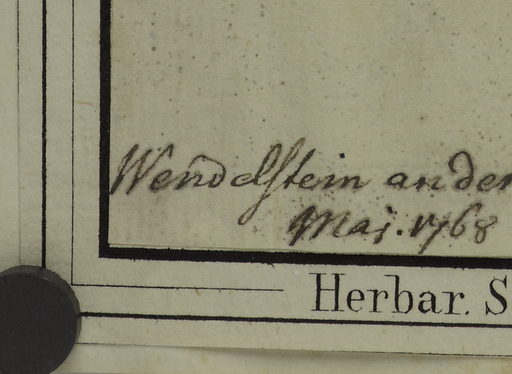 Wendelstein an der
Maj. 1768
Herbar. S